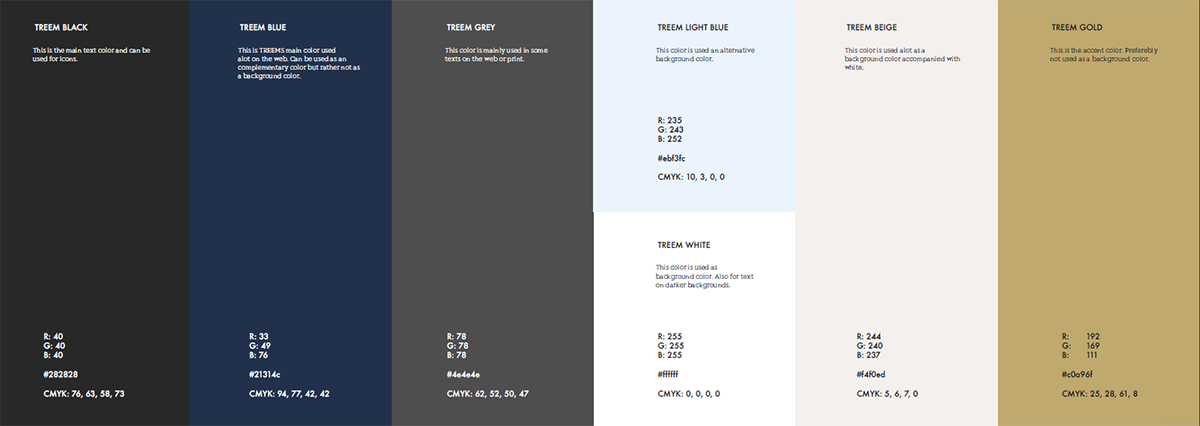 TREEM BLACK
This is the main text color and can be
used for icons.
R: 40
G: 40
B: 40
#282828
CMYK: 76, 63, 58, 73
TREEM BLUE
This is TREEMS main color used
alot on the web. Can be used as an
complementary color but rather not as
a background color.
R: 33
G: 49
B: 76
#21314c
CMYK: 94, 77, 42, 42
TREEM GREY
This color is mainly used in some
texts on the web or print.
R: 78
G: 78
B: 78
#4e4e4e
CMYK: 62, 52, 50, 47
TREEM LIGHT BLUE
This color is used an alternative
background color.
R: 235
G: 243
B: 252
#ebf3fc
CMYK: 10, 3, 0, 0
TREEM WHITE
This color is used as
background color. Also for text
on darker backgrounds.
R: 255
G: 255
B: 255
#ffffff
CMYK: 0, 0, 0, 0
TREEM BEIGE
This color is used alot as a
background color accompanied with
white.
R: 244
G: 240
B: 237
#f4f0ed
CMYK: 5, 6, 7, 0
TREEM GOLD
This is the accent color. Preferebly
not used as a background color.
R: 192
G: 169
B: 111
#c0a96f
CMYK: 25, 28, 61, 8